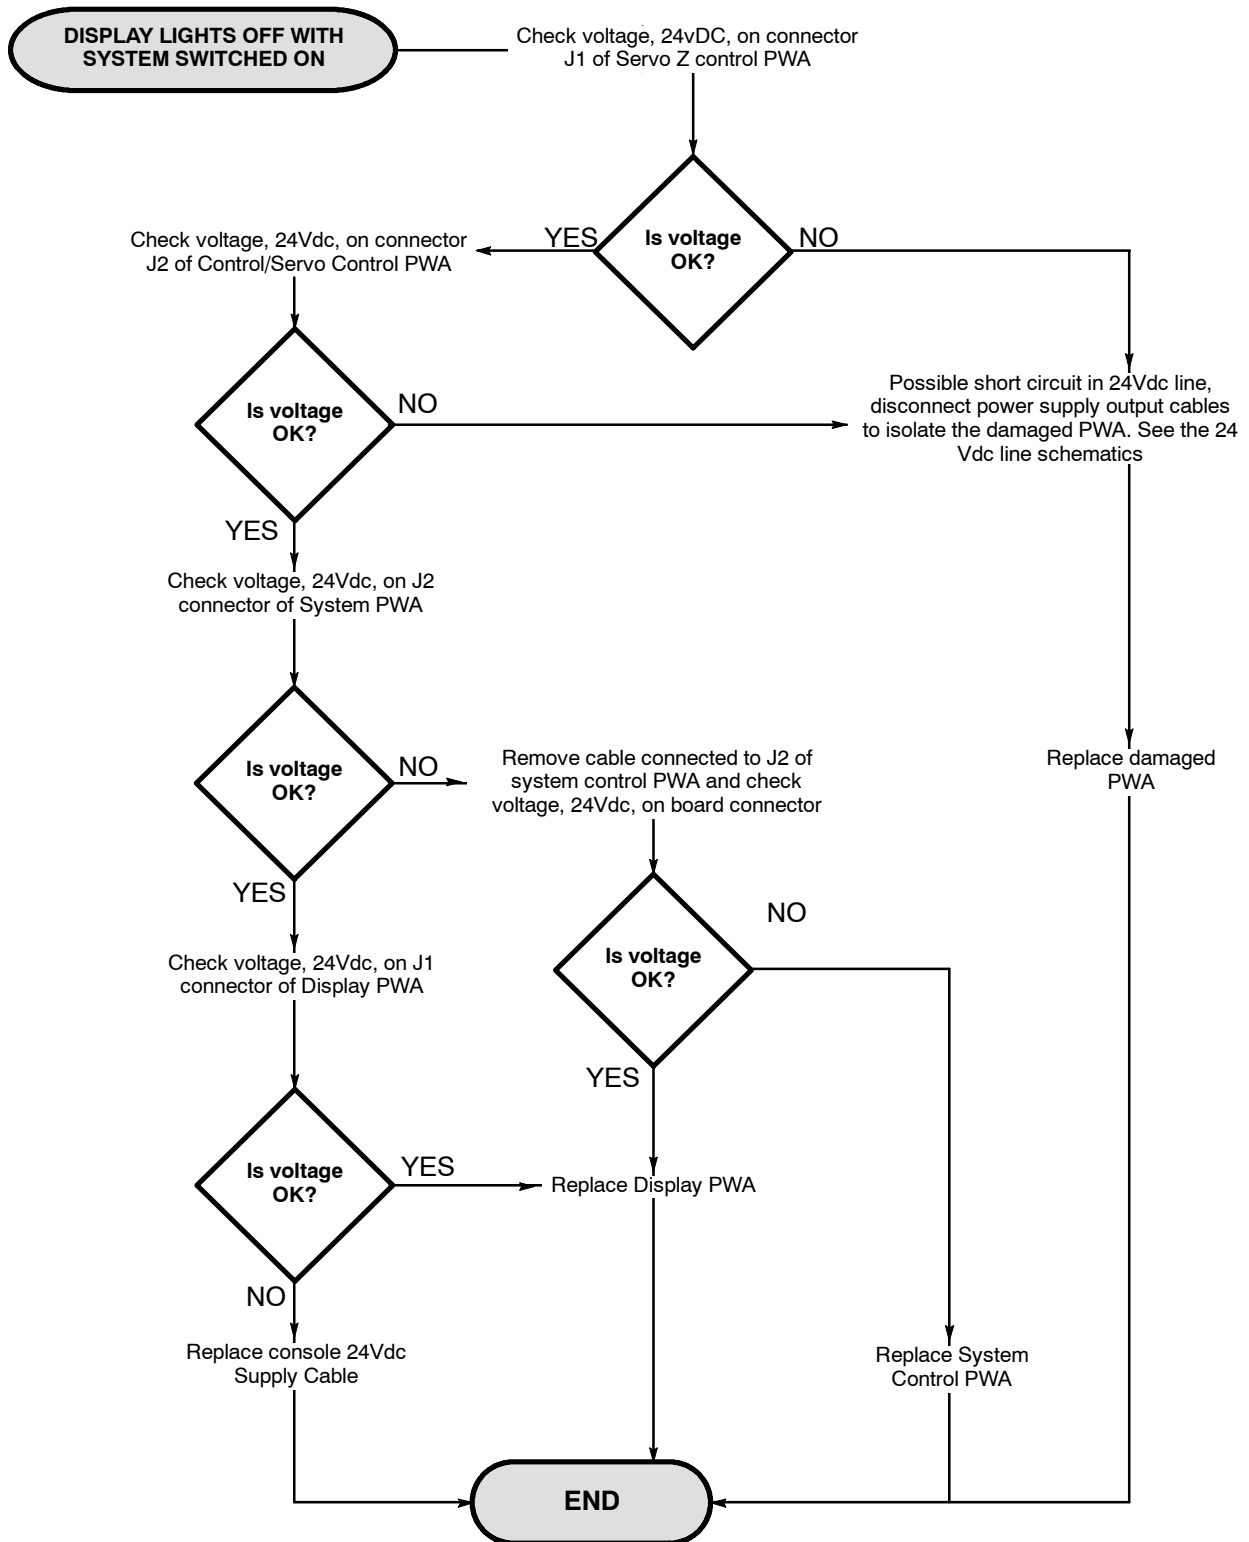 DISPLAY LIGHTS OFF WITH
SYSTEM SWITCHED ON
Check voltage, 24vDC, on connector
J1 of Servo Z control PWA
Is voltage
OK?
YES
NO
Check voltage, 24Vdc, on connector
J2 of Control/Servo Control PWA
Is voltage
OK?
NO
YES
Possible short circuit in 24Vdc line,
disconnect power supply output cables
to isolate the damaged PWA. See the 24
Vdc line schematics
Check voltage, 24Vdc, on J2
connector of System PWA
Is voltage
OK?
NO
YES
Remove cable connected to J2 of
system control PWA and check
voltage, 24Vdc, on board connector
Replace damaged
PWA
Is voltage
OK?
NO
YES
Check voltage, 24Vdc, on J1
connector of Display PWA
Is voltage
OK?
YES
NO
Replace Display PWA
Replace console 24Vdc
Supply Cable
Replace System
Control PWA
END